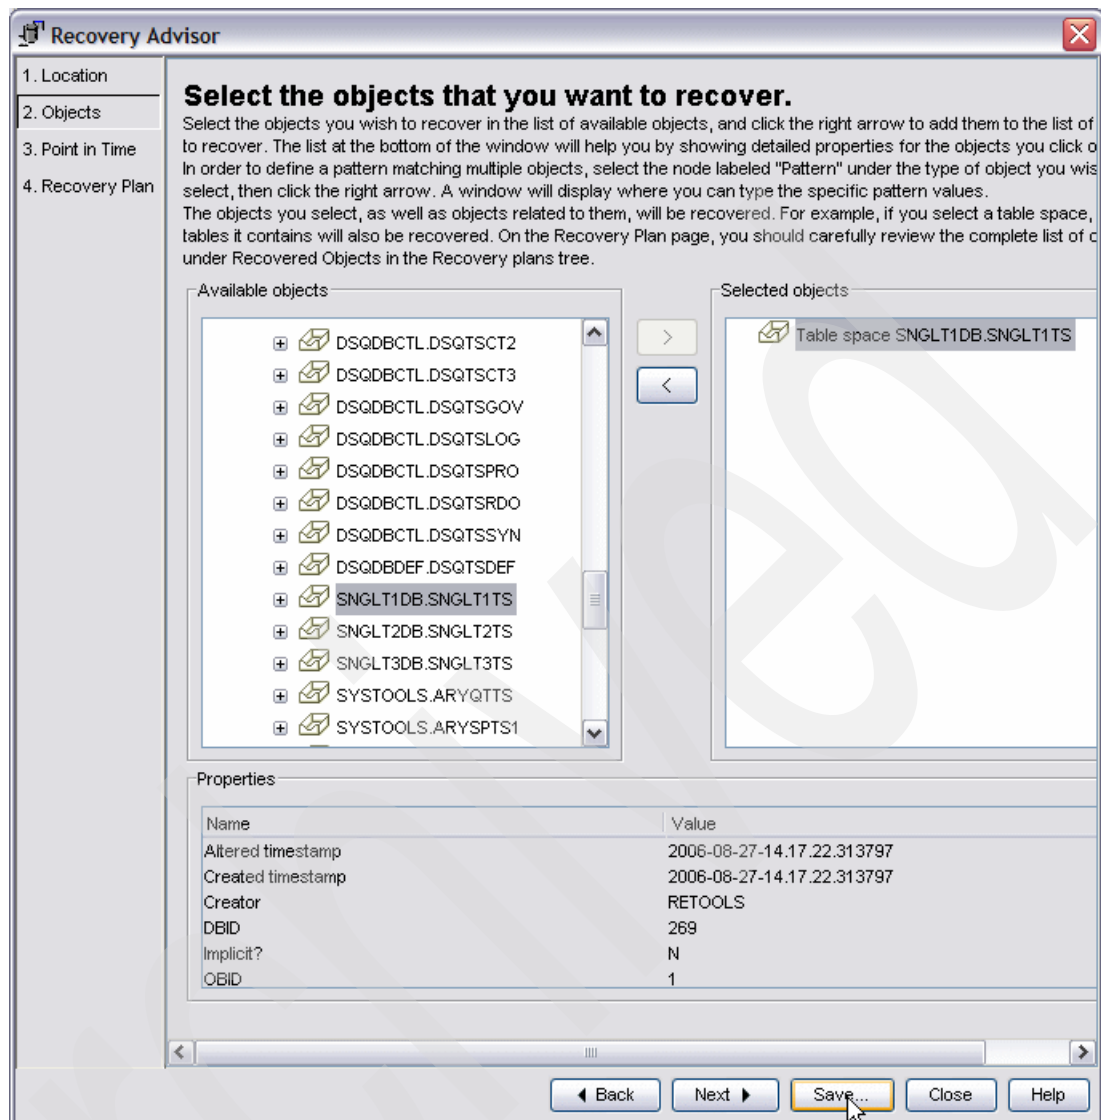 Recovery Advisor
1. Location
2. Objects
3. Point in Time
4. Recovery Plan
Select the objects that you want to recover.
Select the objects you wish to recover in the list of available objects, and click the right arrow to add them to the list of
to recover. The list at the bottom of the window will help you by showing detailed properties for the objects you click o
In order to define a pattern matching multiple objects, select the node labeled "Pattern" under the type of object you wis
select, then click the right arrow. A window will display where you can type the specific pattern values.
The objects you select, as well as objects related to them, will be recovered. For example, if you select a table space,
tables it contains will also be recovered. On the Recovery Plan page, you should carefully review the complete list of
under Recovered Objects in the Recovery plans tree.
Available objects
DSQDBCTL.DSQTSCT2
DSQDBCTL.DSQTSCT3
DSQDBCTL.DSQTSGOV
DSQDBCTL.DSQTSLOG
DSQDBCTL.DSQTSPRO
DSQDBCTL.DSQTSRDO
DSQDBCTL.DSQTSSYN
DSQDBDEF.DSQTSDEF
SNGLT1DB.SNGLT1TS
SNGLT2DB.SNGLT2TS
SNGLT3DB.SNGLT3TS
SYSTOOLS.ARYQTTS
SYSTOOLS.ARYSPTS1
>
<
Selected objects
Table space SNGLT1DB.SNGLT1TS
Properties
Name Value
Altered timestamp 2006-08-27-14.17.22.313797
Created timestamp 2006-08-27-14.17.22.313797
Creator RETOOLS
DBID 269
Implicit? N
OBID 1
Back Next Save... Close Help